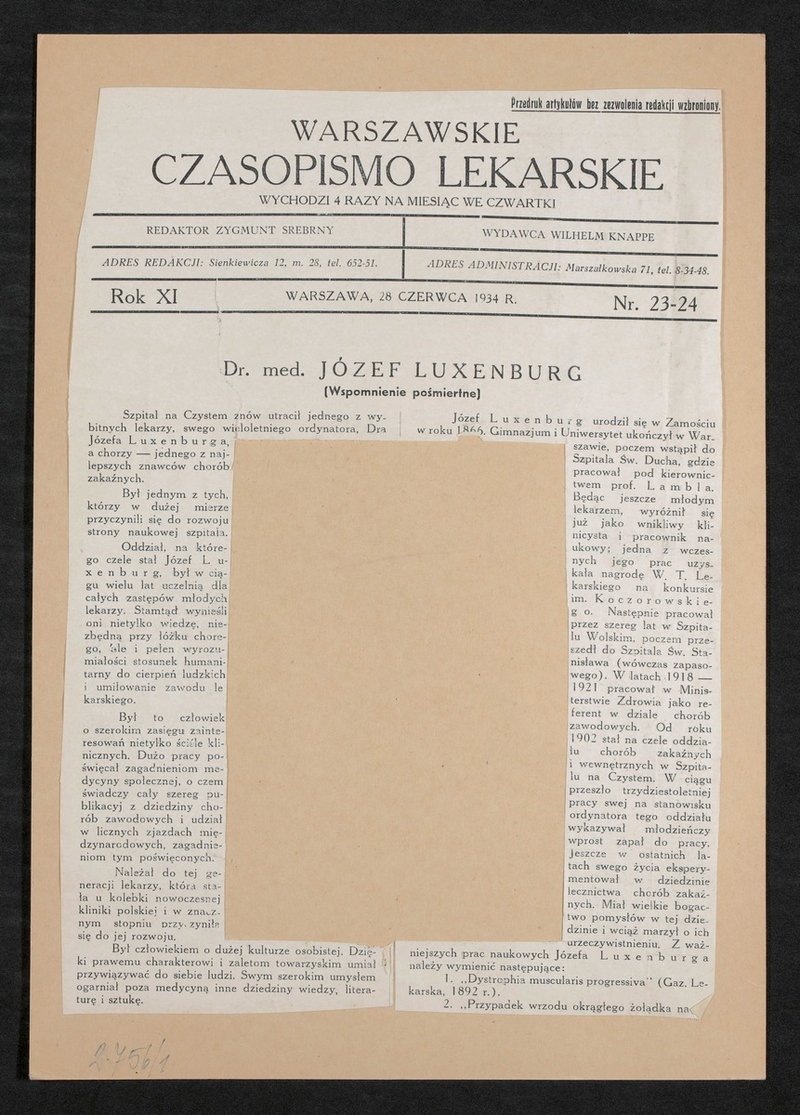 Przedruk artykułów bez zezwolenia redakcji wzbroniony.
WARSZAWSKIE
CZASOPISMO LEKARSKIE
WYCHODZI 4 RAZY NA MIESIĄC WE CZWARTKI
REDAKTOR ZYGMUNT SREBRNY
WYDAWCA WILHELM KNAPPE
ADRES REDAKCJI: Sienkiewicza 12, m. 28, tel. 652-51.
ADRES ADMINISTRACJI: Marszałkowska 71, tel. 8-34-48.
Rok XI
WARSZAWA, 28 CZERWCA 1934 R.
Nr. 23-24
Dr. med. JÓZEF LUXENBURG
(Wspomnienie pośmiertne)
Szpital na Czystem znów utracił jednego z wy-
bitnych lekarzy, swego wieloletniego ordynatora, Dra
Józefa Luxenburga,
a chorzy — jednego z naj-
lepszych znawców chorób
zakaźnych.
Był jednym z tych,
którzy w dużej mierze
przyczynili się do rozwoju
strony naukowej szpitala.
Oddział, na które-
go czele stał Józef Lu-
xenburg, był w cią-
gu wielu lat uczelnią dla
całych zastępów młodych
lekarzy. Stamtąd wynieśli
oni nietylko wiedzę, nie-
zbędną przy łóżku chore-
go, ale i pełen wyrozu-
miałości stosunek humani-
tarny do cierpień ludzkich
i umiłowanie zawodu le
karskiego.
Był to człowiek
o szerokim zasięgu zainte-
resowań nietylko ściśle kli-
nicznych. Dużo pracy po-
święcał zagadnieniom me-
dycyny społecznej, o czem
świadczy cały szereg pu-
blikacyj z dziedziny cho-
rób zawodowych i udział
w licznych zjazdach mię-
dzynarodowych, zagadnie-
niom tym poświęconych.
Należał do tej ge-
neracji lekarzy, która sta-
ła u kolebki nowoczesnej
kliniki polskiej i w znacz-
nym stopniu przyczyniła
się do jej rozwoju.
Był człowiekiem o dużej kulturze osobistej. Dzię-
ki prawemu charakterowi i zaletom towarzyskim umiał
przywiązywać do siebie ludzi. Swym szerokim umysłem
ogarniał poza medycyną inne dziedziny wiedzy, litera-
turę i sztukę.
Józef Luxenburg urodził się w Zamościu
w roku 1866. Gimnazjum i Uniwersytet ukończył w War-
szawie, poczem wstąpił do
Szpitala Św. Ducha, gdzie
pracował pod kierownic-
twem prof. Lambla.
Będąc jeszcze młodym
lekarzem, wyróżnił się
już jako wnikliwy kli-
nicysta i pracownik na-
ukowy; jedna z wczes-
nych jego prac uzys-
kała nagrodę W. T. Le-
karskiego na konkursie
im. Koczorowskie-
go. Następnie pracował
przez szereg lat w Szpita-
lu Wolskim, poczem prze-
szedł do Szpitala Św. Sta-
nisława (wówczas zapaso-
wego). W latach 1918 —
1921 pracował w Minis-
terstwie Zdrowia jako re-
ferent w dziale chorób
zawodowych. Od roku
1902 stał na czele oddzia-
łu chorób zakaźnych
i wewnętrznych w Szpita-
lu na Czystem. W ciągu
przeszło trzydziestoletniej
pracy swej na stanowisku
ordynatora tego oddziału
wykazywał młodzieńczy
wprost zapał do pracy.
Jeszcze w ostatnich la-
tach swego życia ekspery-
mentował w dziedzinie
lecznictwa chorób zakaź-
nych. Miał wielkie bogac-
two pomysłów w tej dzie-
dzinie i wciąż marzył o ich
urzeczywistnieniu. Z waż-
niejszych prac naukowych Józefa Luxenburga
należy wymienić następujące:
1. „Dystrophia muscularis progressiva" (Gaz. Le-
karska, 1892 r.).
2. „Przypadek wrzodu okrągłego żołądka na
2.756/1